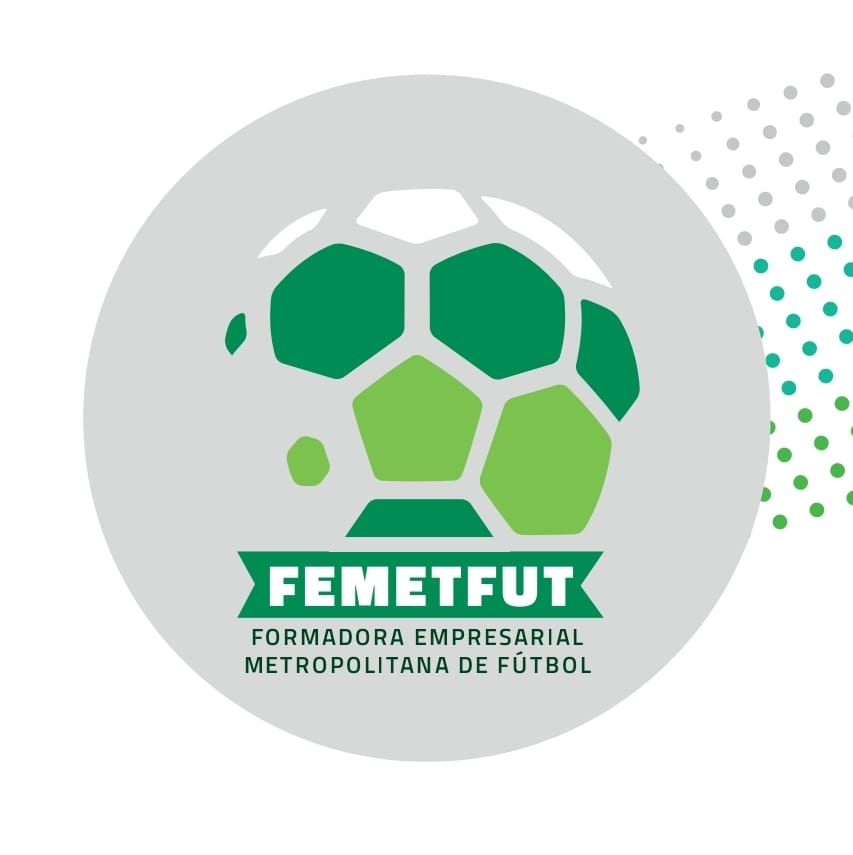 FEMETFUT
FORMADORA EMPRESARIAL
METROPOLITANA DE FÚTBOL